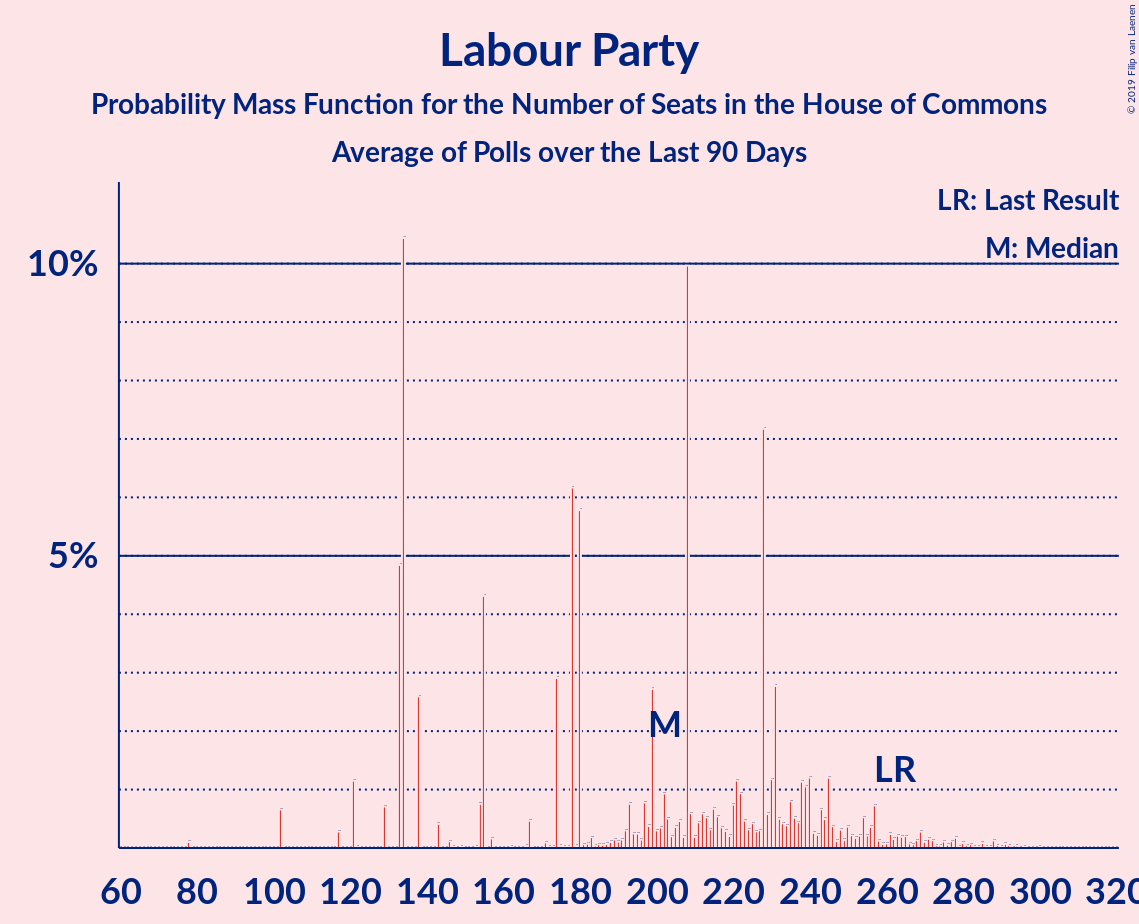 Labour Party
Probability Mass Function for the Number of Seats in the House of Commons
Average of Polls over the Last 90 Days
© 2019 Filip van Laenen
LR: Last Result
M: Median
10%
5%
M
LR
60 80 100 120 140 160 180 200 220 240 260 280 300 320